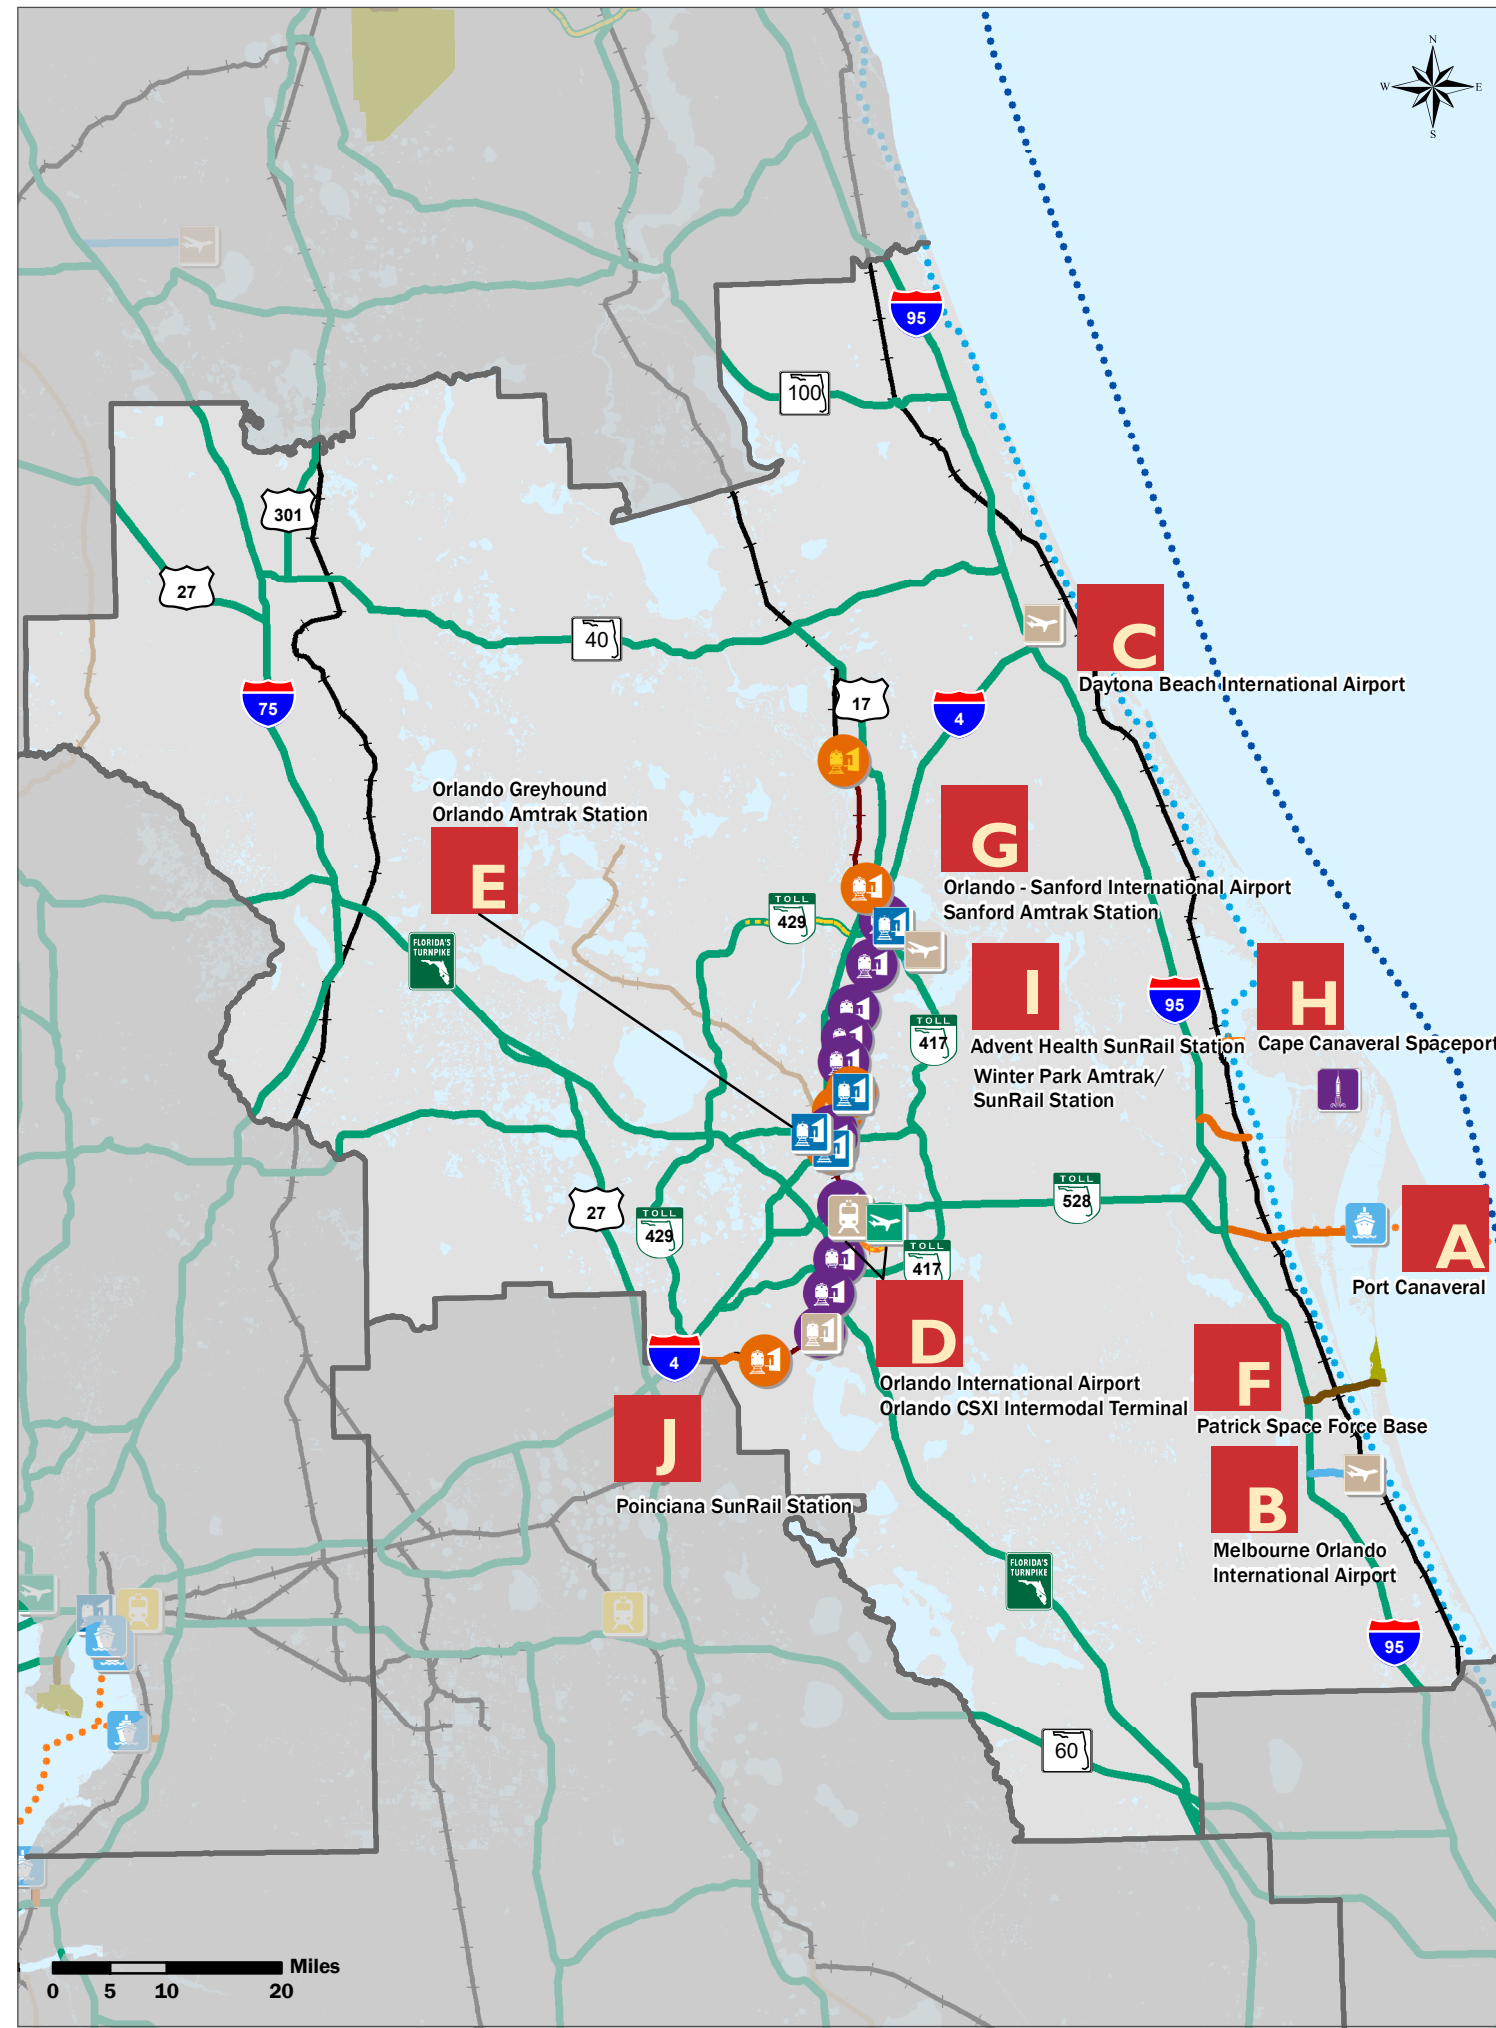 N
W
E
S
95
100
301
27
40
C
Daytona Beach International Airport
75
17
4
Orlando Greyhound
Orlando Amtrak Station
E
G
Orlando - Sanford International Airport
Sanford Amtrak Station
TOLL
429
FLORIDA'S
TURNPIKE
I
Advent Health SunRail Station
Winter Park Amtrak/
SunRail Station
95
H
Cape Canaveral Spaceport
TOLL
417
TOLL
528
27
TOLL
429
A
Port Canaveral
TOLL
417
D
Orlando International Airport
Orlando CSXI Intermodal Terminal
4
F
Patrick Space Force Base
J
Poinciana SunRail Station
B
Melbourne Orlando
International Airport
FLORIDA'S
TURNPIKE
95
60
Miles
0 5 10 20